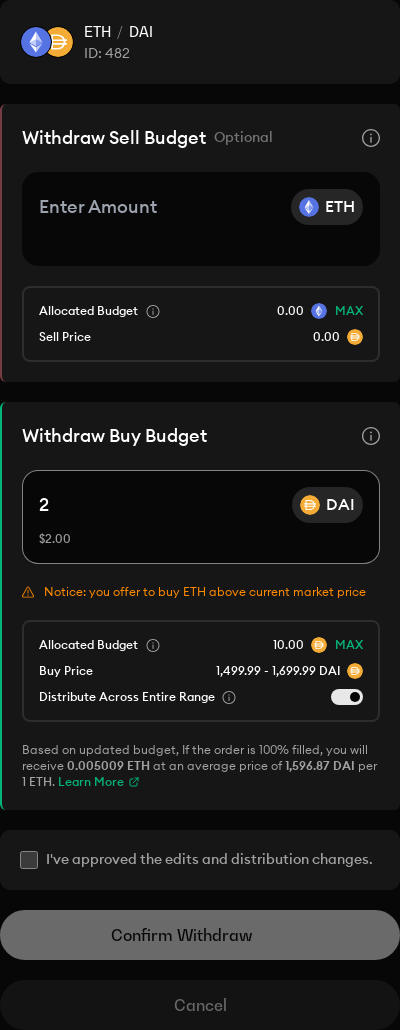 ETH / DAI
ID: 482
Withdraw Sell Budget Optional
Enter Amount ETH
Allocated Budget 0.00 MAX
Sell Price 0.00
Withdraw Buy Budget
2 DAI
$2.00
Notice: you offer to buy ETH above current market price
Allocated Budget 10.00 MAX
Buy Price 1,499.99 - 1,699.99 DAI
Distribute Across Entire Range
Based on updated budget, If the order is 100% filled, you will
receive 0.005009 ETH at an average price of 1,596.87 DAI per
1 ETH. Learn More
I've approved the edits and distribution changes.
Confirm Withdraw
Cancel